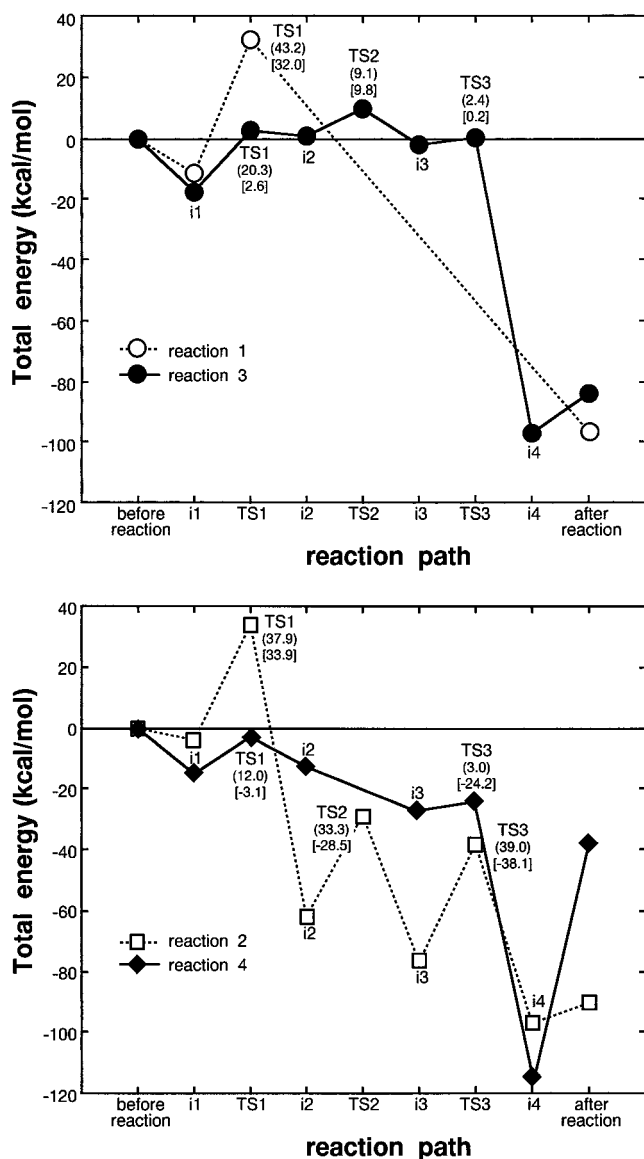 40
TS1
(43.2)
[32.0]
TS2
(9.1)
[9.8]
TS3
(2.4)
[0.2]
20
0
i2
i3
TS1
(20.3)
[2.6]
-20
i1
-40
-60
reaction 1
reaction 3
-80
-100
i4
-120
Total energy (kcal/mol)
before reaction
i1
TS1
i2
TS2
i3
TS3
i4
after reaction
reaction path
40
TS1
(37.9)
[33.9]
20
0
i1
TS1
(12.0)
[-3.1]
i2
TS3
(3.0)
[-24.2]
-20
i3
TS2
(33.3)
[-28.5]
TS3
(39.0)
[-38.1]
-40
-60
i2
reaction 2
reaction 4
-80
i3
i4
-100
-120
Total energy (kcal/mol)
before reaction
i1
TS1
i2
TS2
i3
TS3
i4
after reaction
reaction path